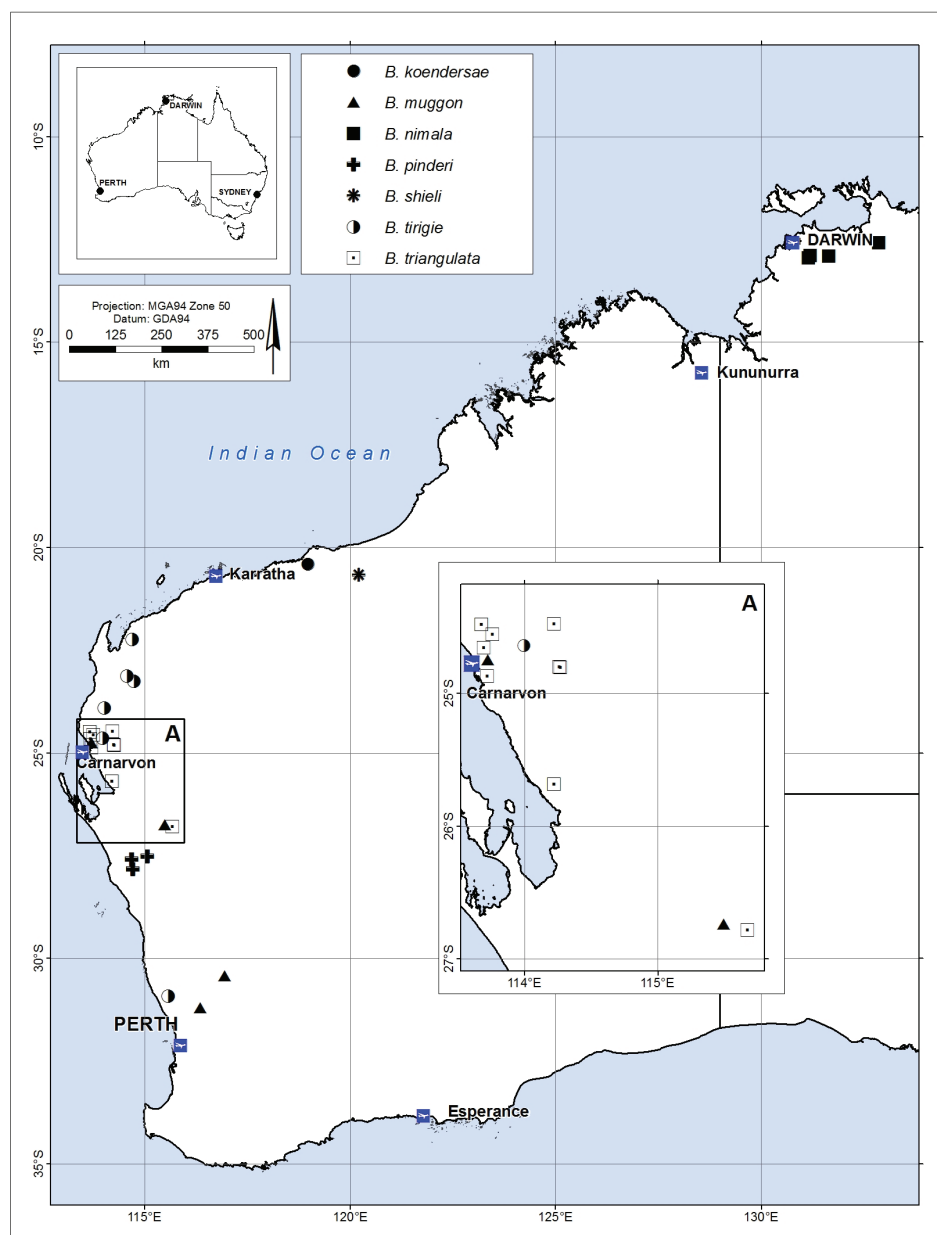 DARWIN
PERTH
SYDNEY
B. koendersae
B. muggon
B. nimala
B. pinderi
B. shieli
B. tirigie
B. triangulata
Projection: MGA94 Zone 50
Datum: GDA94
0 125 250 375 500
km
10°S
DARWIN
15°S
Kununurra
Indian Ocean
20°S
Karratha
A
25°S
Carnarvon
26°S
27°S
114°E 115°E
A
25°S
Carnarvon
30°S
PERTH
Esperance
35°S
115°E 120°E 125°E 130°E